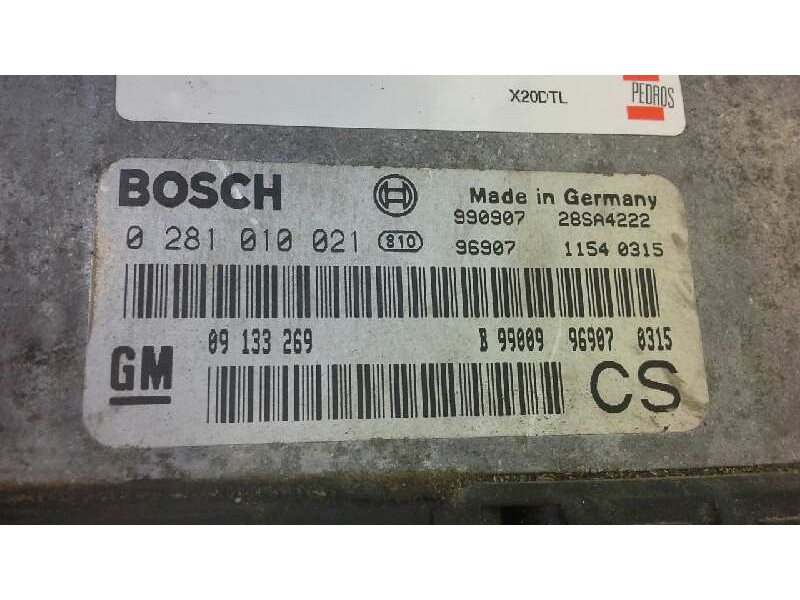 X20DTL
PEDROS
BOSCH
Made in Germany
990907 28SA4222
0 281 010 021 810
96907 1154 0315
09 133 269 B 99009 96907 0315
GM
CS